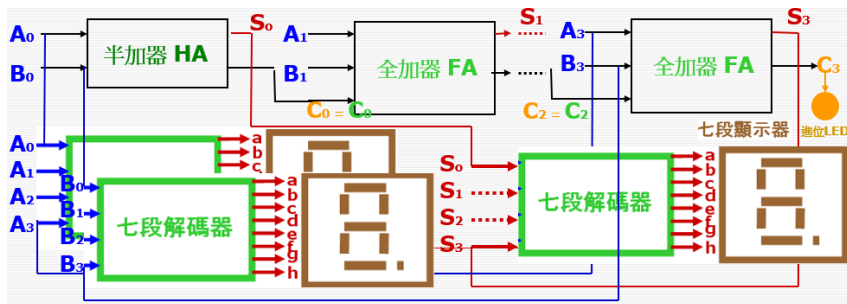 A₀
B₀
半加器 HA
S₀
A₁
B₁
C₀ = C₀
全加器 FA
S₁
C₂ = C₂
A₃
B₃
全加器 FA
S₃
C₃
進位LED
七段顯示器
A₀
A₁
A₂
A₃
a
b
c
B₀
B₁
B₂
B₃
七段解碼器
a
b
c
d
e
f
g
h
S₀
S₁
S₂
S₃
七段解碼器
a
b
c
d
e
f
g
h